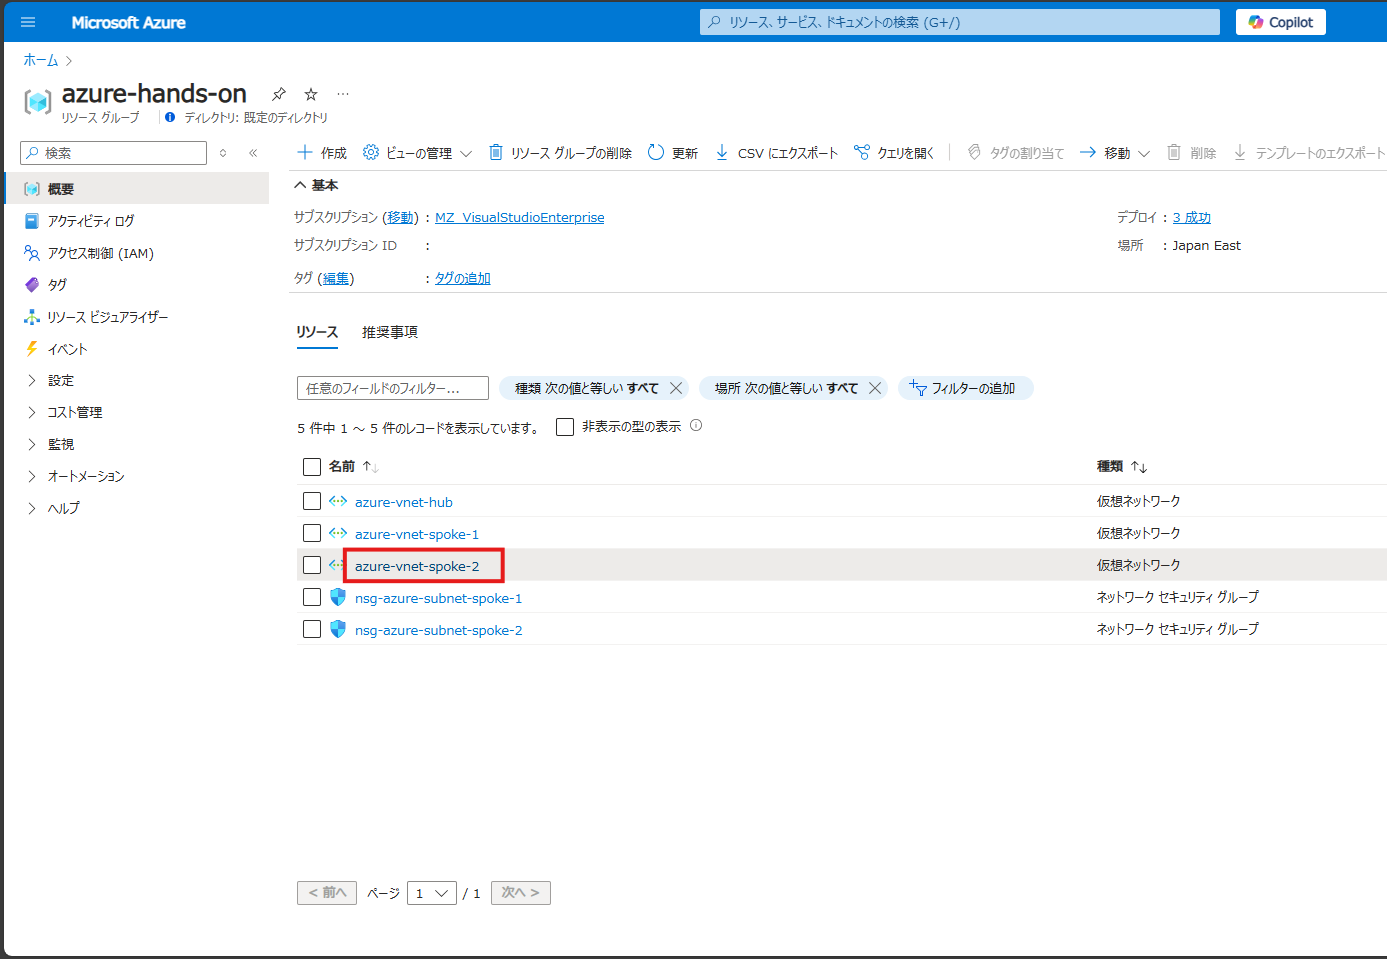 Microsoft Azure
リソース、サービス、ドキュメントの検索 (G+/)
Copilot
ホーム
azure-hands-on
リソース グループ
ディレクトリ: 既定のディレクトリ
検索
作成
ビューの管理
リソース グループの削除
更新
CSV にエクスポート
クエリを開く
タグの割り当て
移動
削除
テンプレートのエクスポート
概要
アクティビティ ログ
アクセス制御 (IAM)
タグ
リソース ビジュアライザー
イベント
設定
コスト管理
監視
オートメーション
ヘルプ
基本
サブスクリプション (移動) : MZ_VisualStudioEnterprise
デプロイ : 3 成功
サブスクリプション ID :
場所 : Japan East
タグ (編集) : タグの追加
リソース
推奨事項
任意のフィールドのフィルター...
種類 次の値と等しい すべて
場所 次の値と等しい すべて
フィルターの追加
5 件中 1 ～ 5 件のレコードを表示しています。
非表示の型の表示
名前 ↑↓
種類 ↑↓
azure-vnet-hub
仮想ネットワーク
azure-vnet-spoke-1
仮想ネットワーク
azure-vnet-spoke-2
仮想ネットワーク
nsg-azure-subnet-spoke-1
ネットワーク セキュリティ グループ
nsg-azure-subnet-spoke-2
ネットワーク セキュリティ グループ
< 前へ
ページ
1
/ 1
次へ >